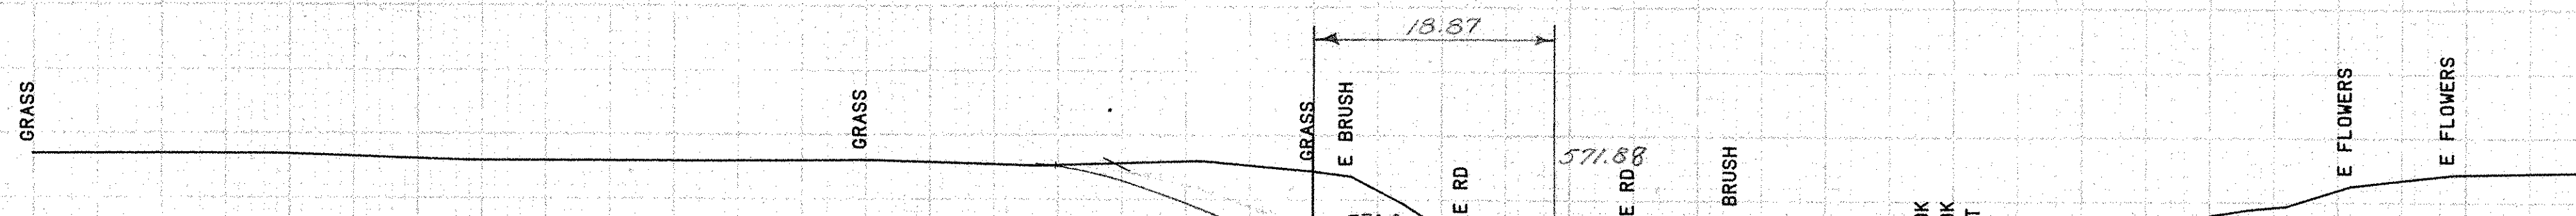 18.87
GRASS
GRASS
GRASS
E BRUSH
E RD
571.88
E RD
BRUSH
E FLOWERS
E FLOWERS